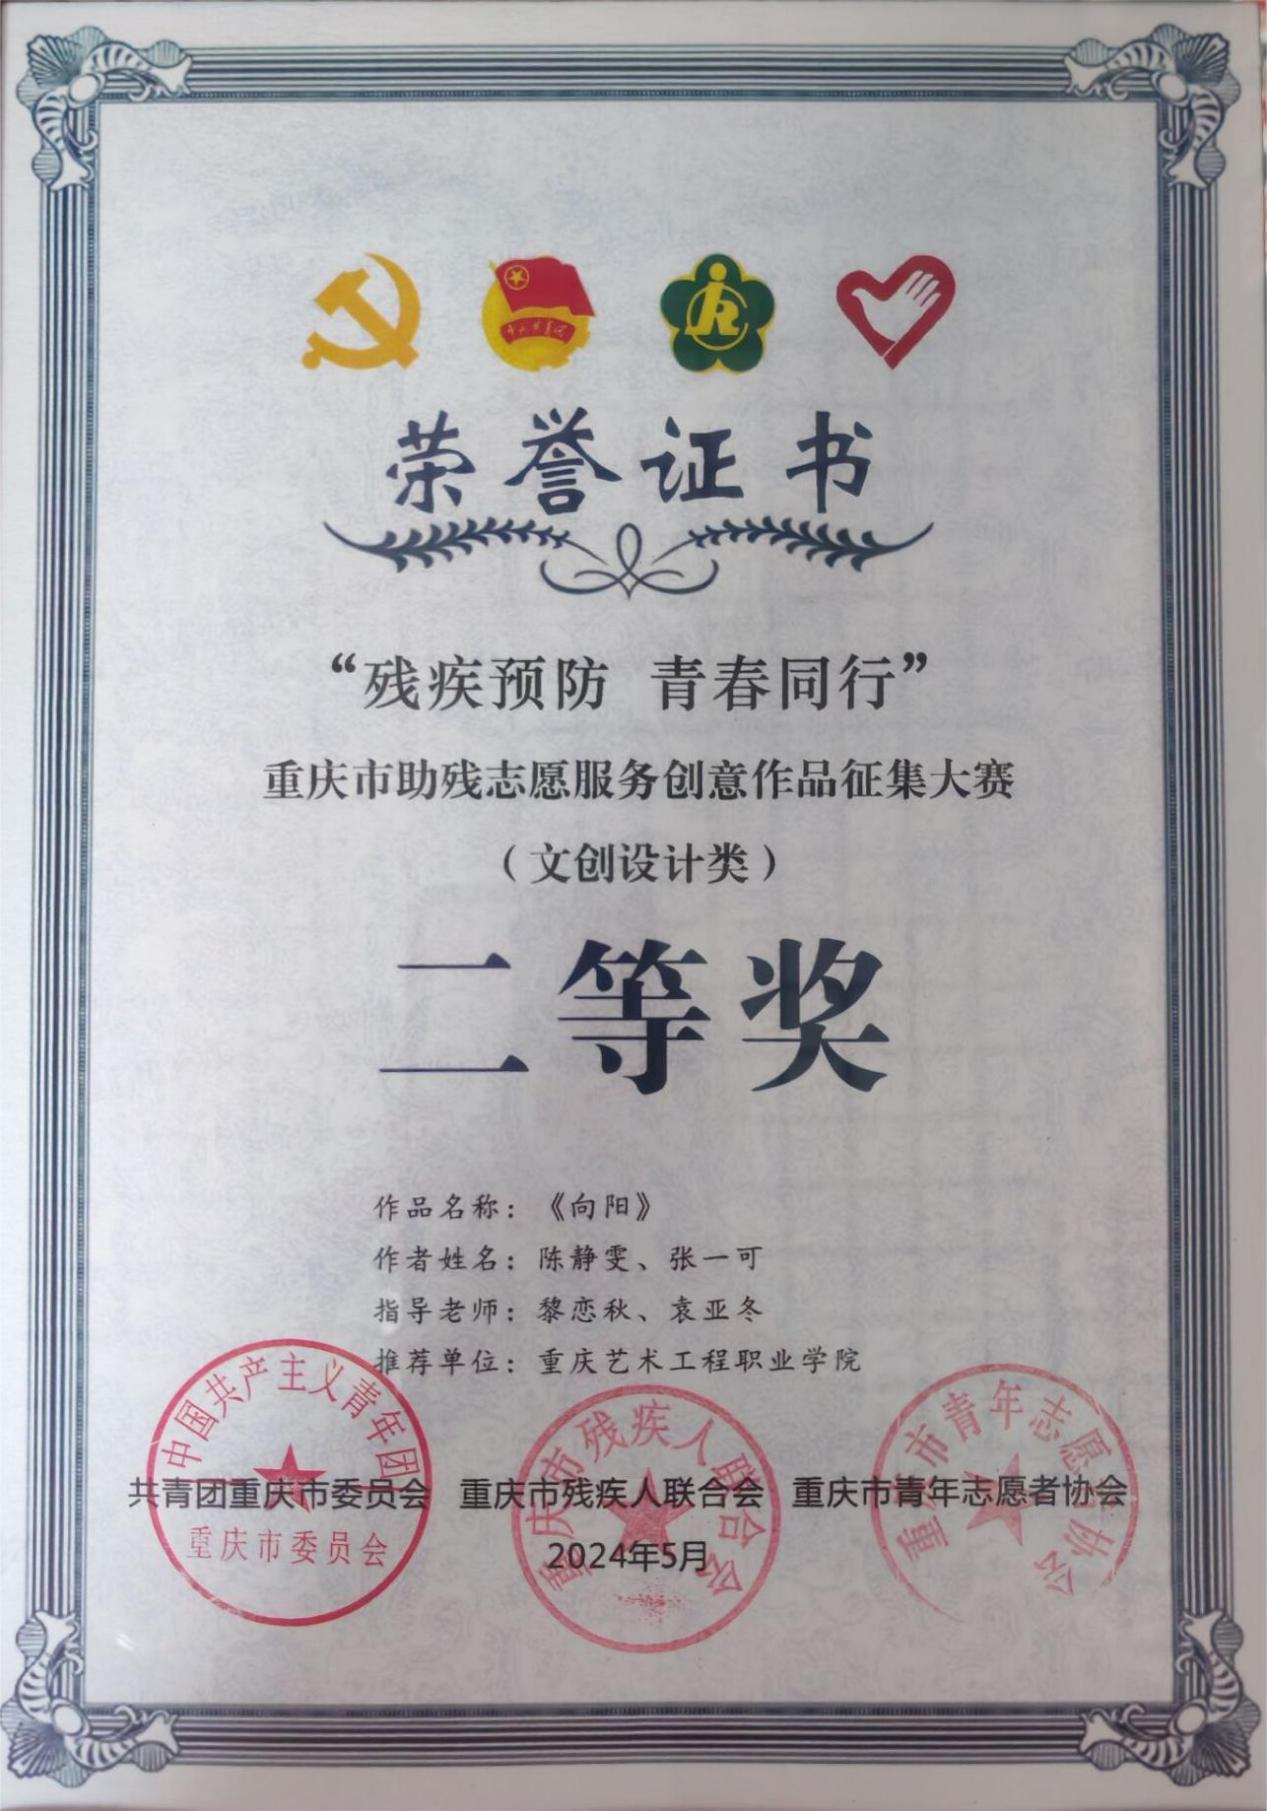 荣誉证书
“残疾预防 青春同行”
重庆市助残志愿服务创意作品征集大赛
（文创设计类）
二等奖
作品名称：《向阳》
作者姓名：陈静雯、张一可
指导老师：黎恋秋、袁亚冬
推荐单位：重庆艺术工程职业学院
中国共产主义青年团
重庆市委员会
重庆市残疾人联合会
重庆市青年志愿者协会
共青团重庆市委员会 重庆市残疾人联合会 重庆市青年志愿者协会
2024年5月